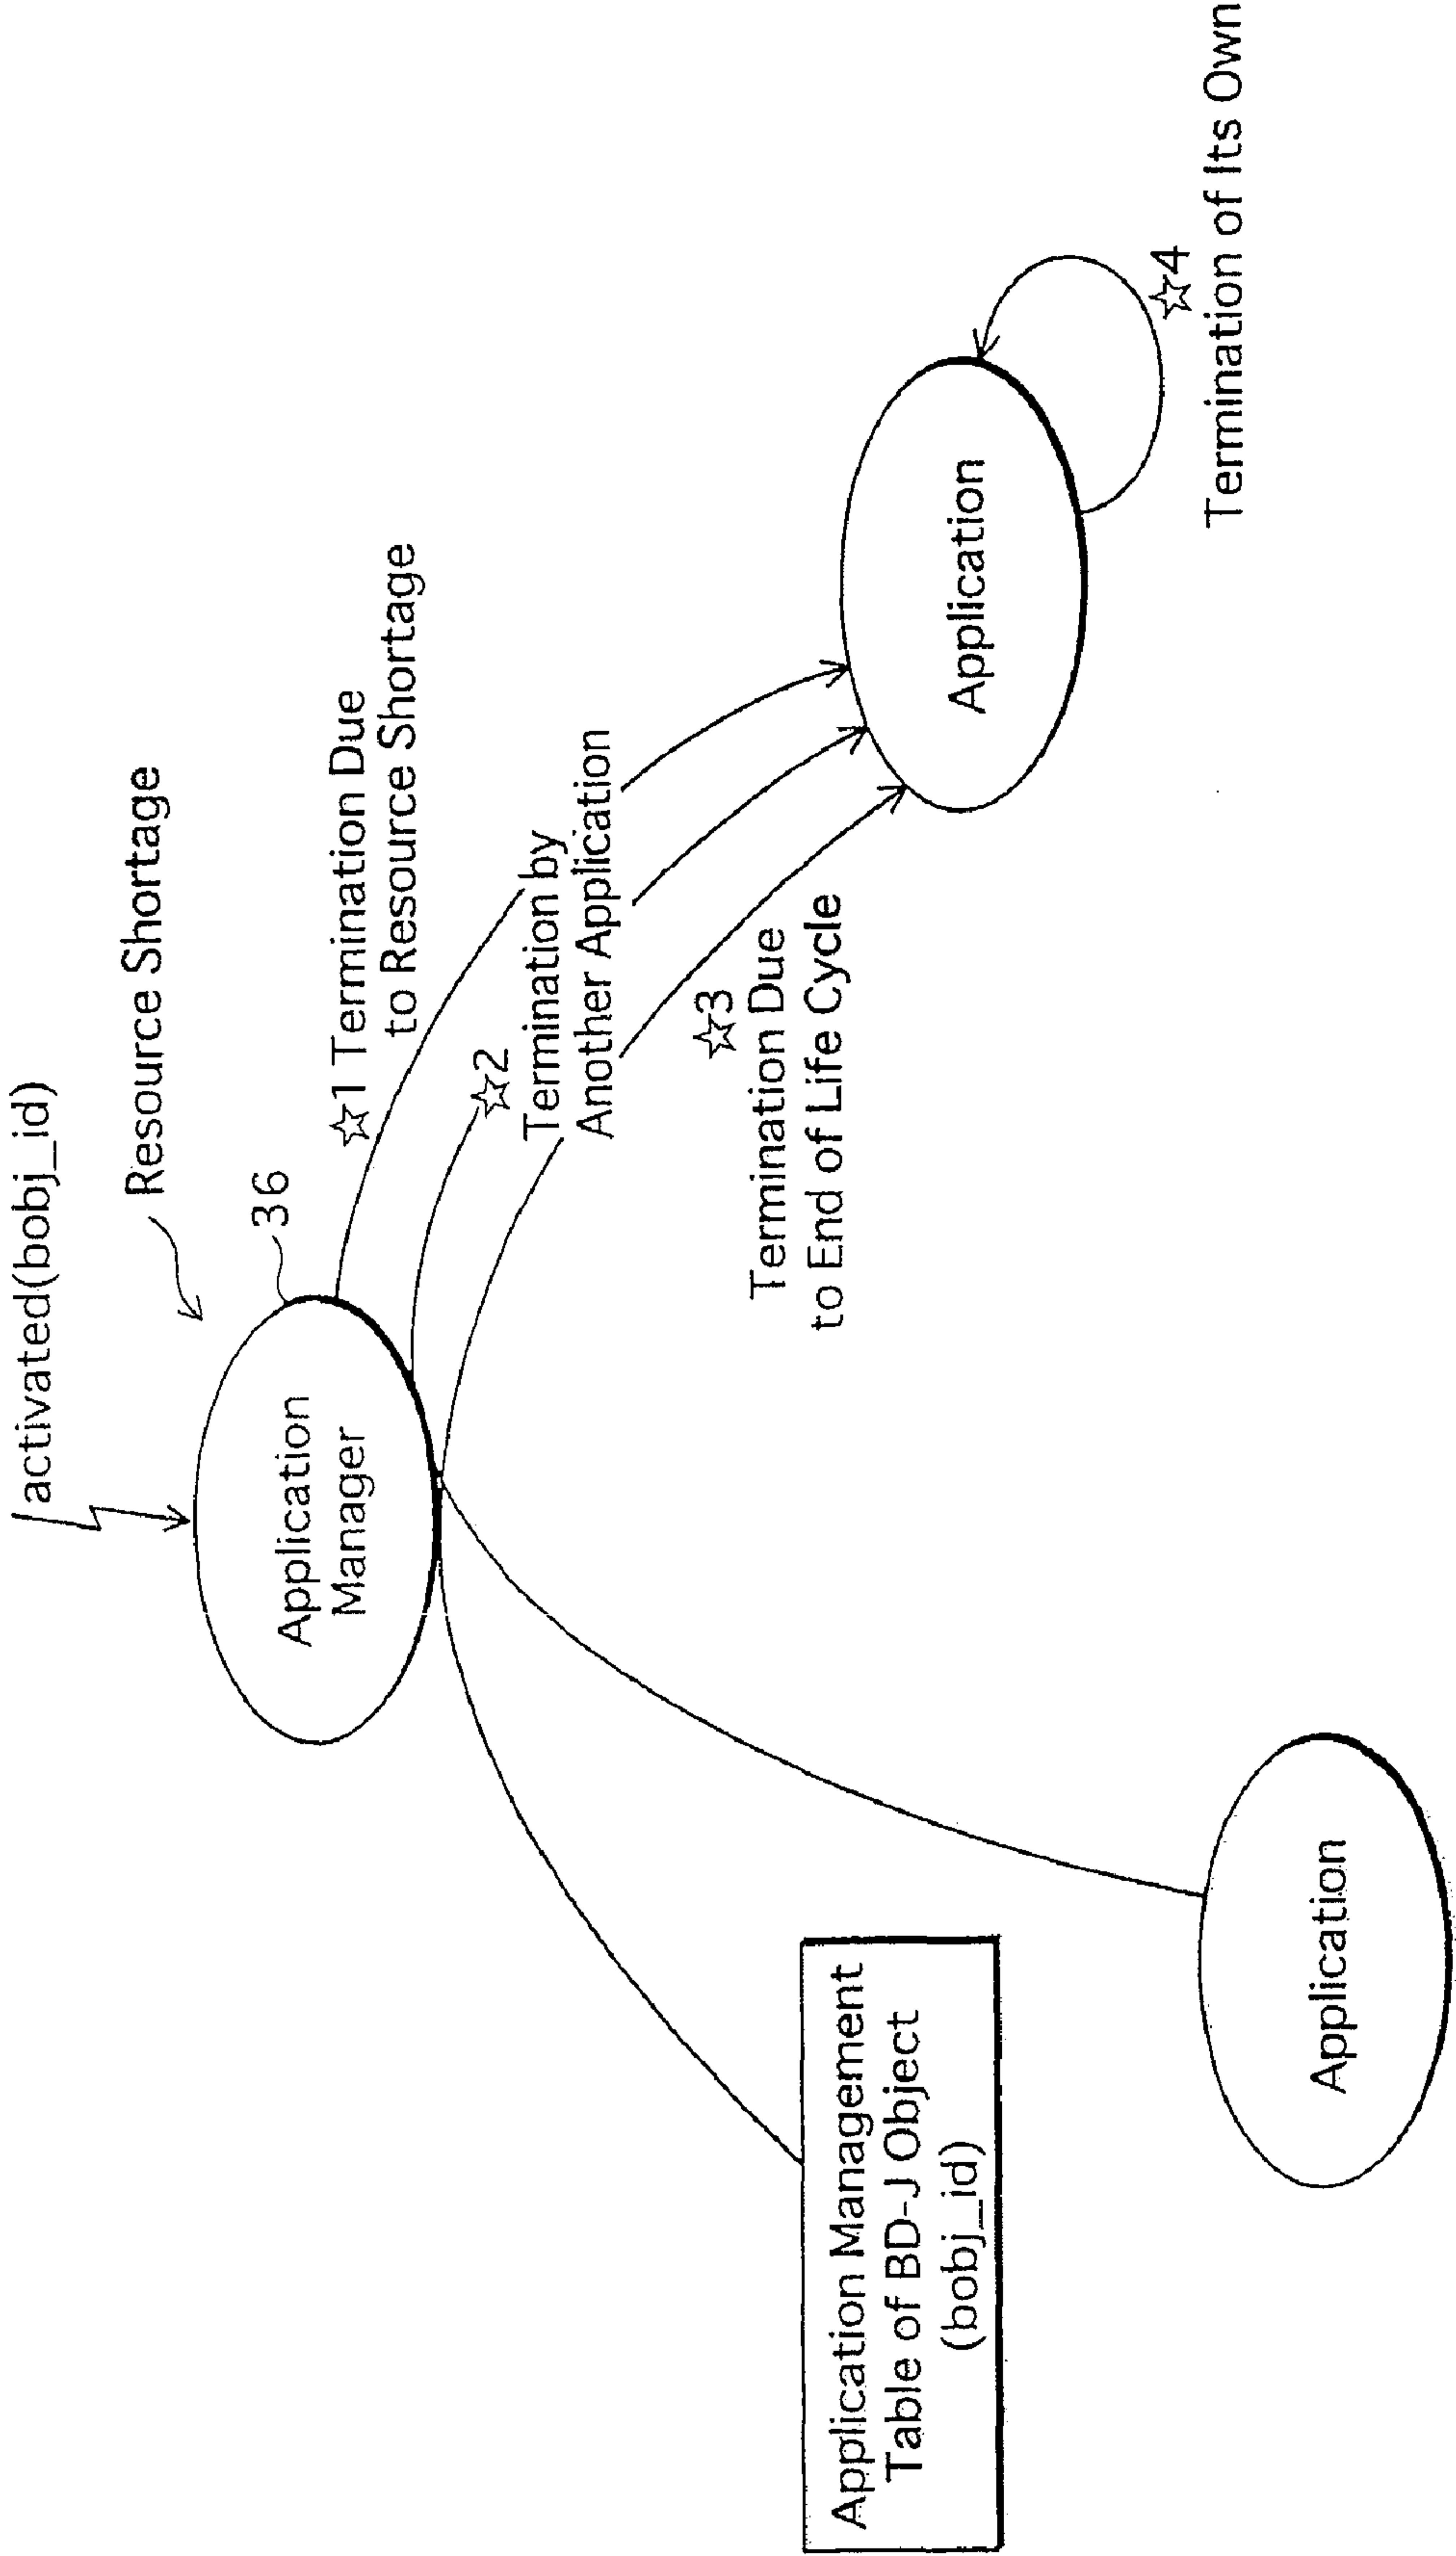 activated(bobj_id)
Resource Shortage
36
Application
Manager
☆1 Termination Due
to Resource Shortage
☆2
Termination by
Another Application
☆3
Termination Due
to End of Life Cycle
Application
☆4
Termination of Its Own
Application Management
Table of BD-J Object
(bobj_id)
Application